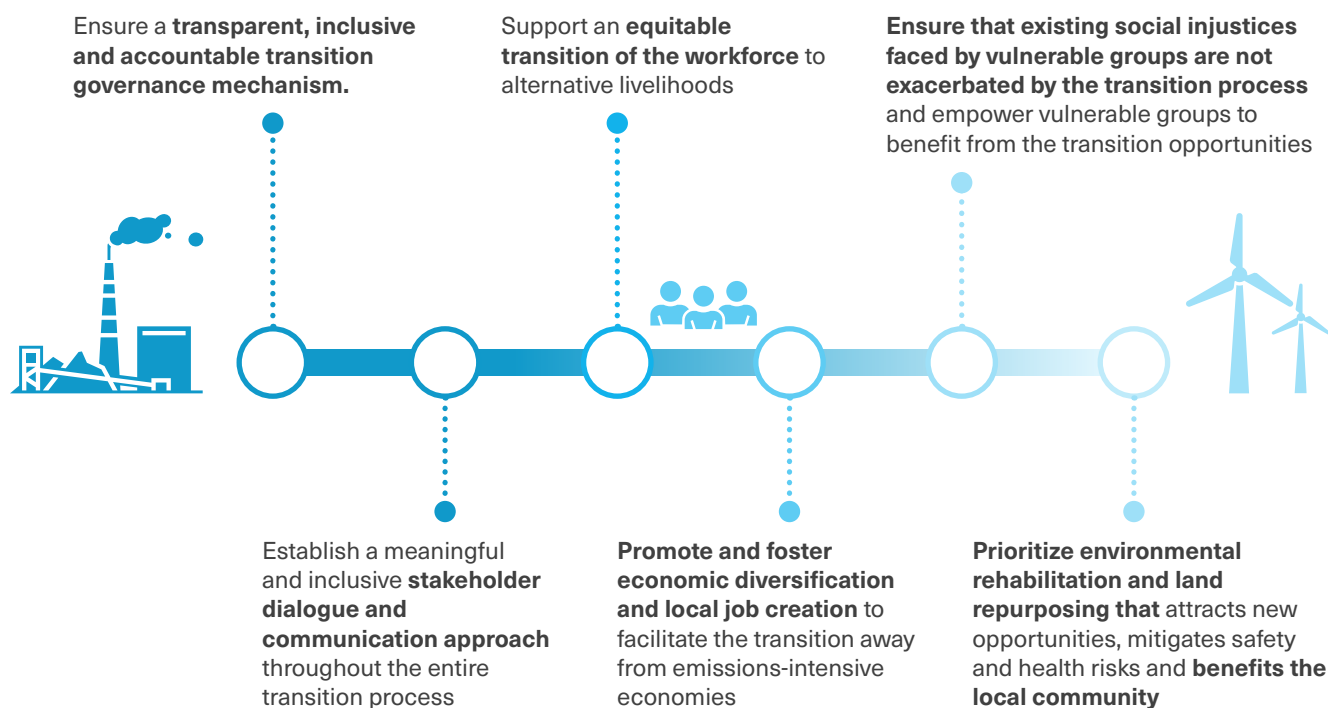 Ensure a transparent, inclusive
and accountable transition
governance mechanism.
Support an equitable
transition of the workforce to
alternative livelihoods
Ensure that existing social injustices
faced by vulnerable groups are not
exacerbated by the transition process
and empower vulnerable groups to
benefit from the transition opportunities
Establish a meaningful
and inclusive stakeholder
dialogue and
communication approach
throughout the entire
transition process
Promote and foster
economic diversification
and local job creation to
facilitate the transition away
from emissions-intensive
economies
Prioritize environmental
rehabilitation and land
repurposing that attracts new
opportunities, mitigates safety
and health risks and benefits the
local community